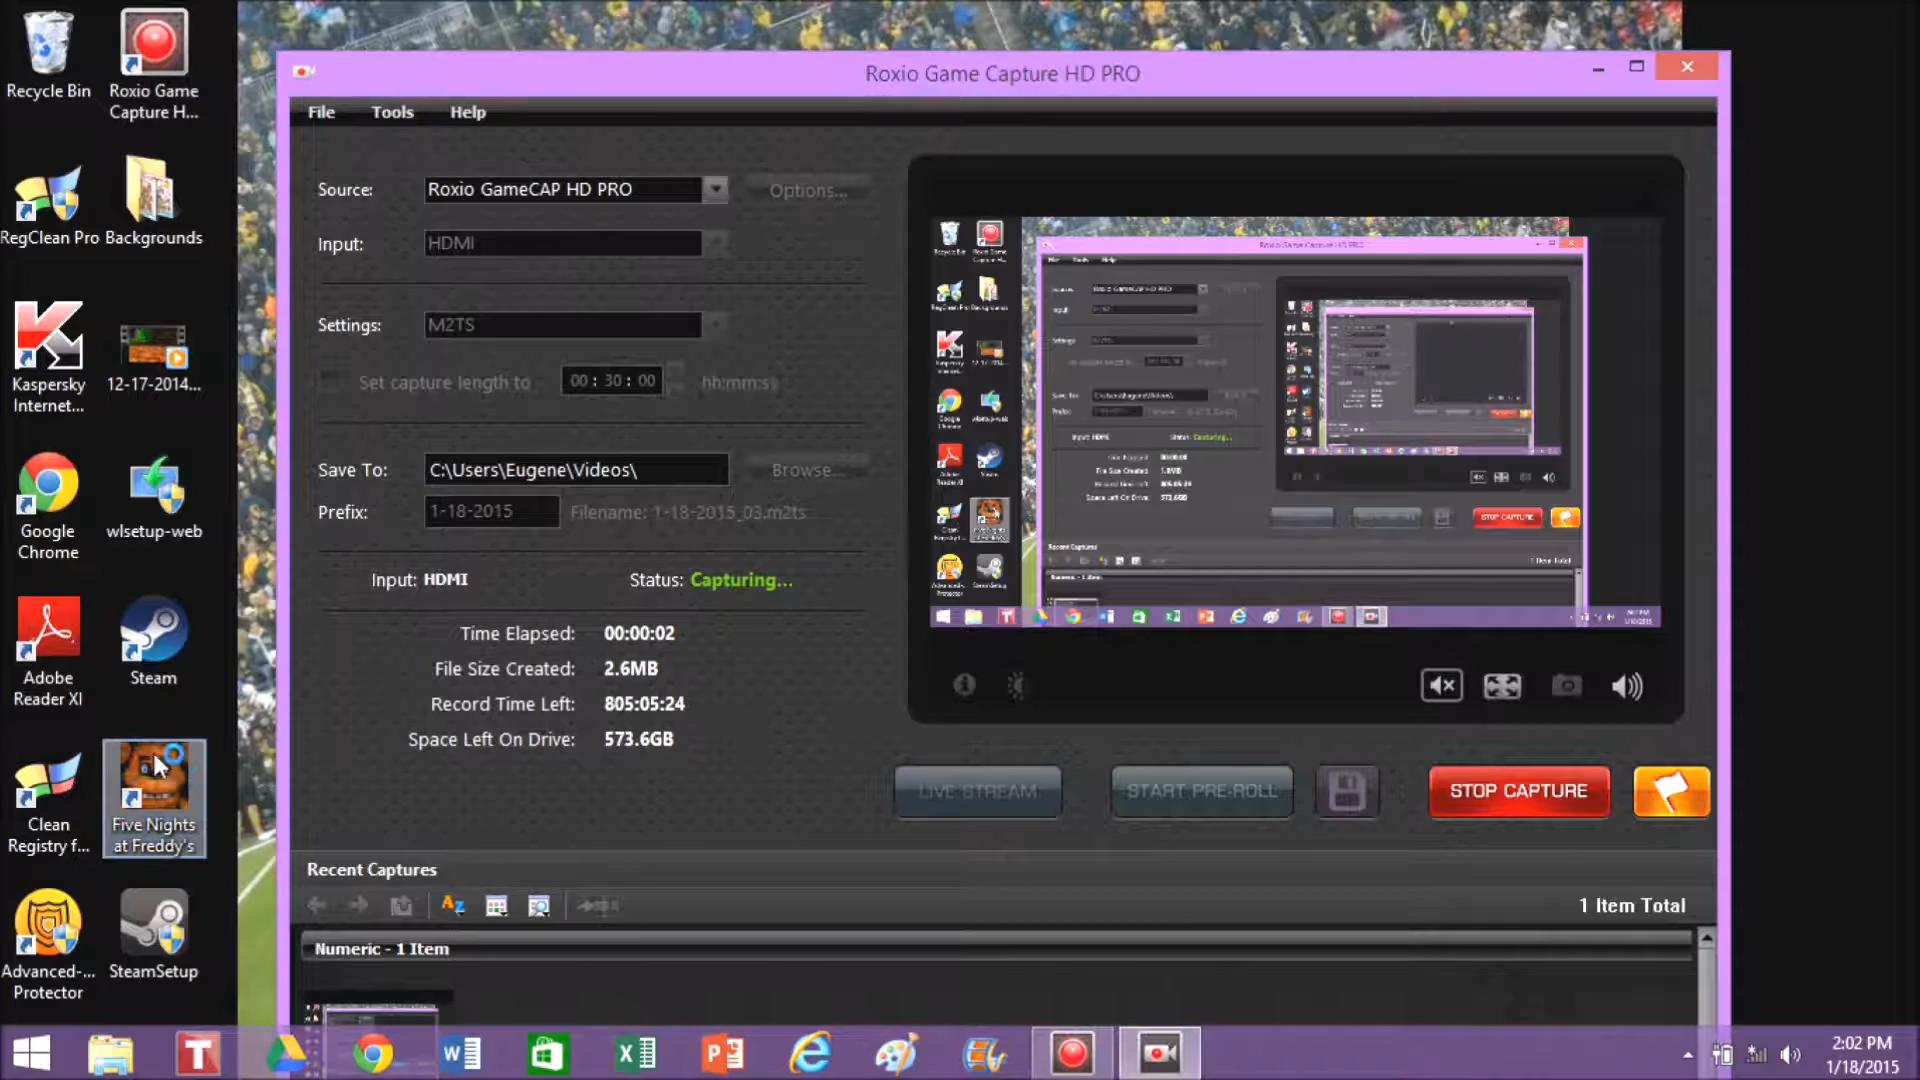 Recycle Bin
Roxio Game
Capture H...
RegClean Pro
Backgrounds
Kaspersky
Internet...
12-17-2014...
Google
Chrome
wlsetup-web
Adobe
Reader XI
Steam
Clean
Registry f...
Five Nights
at Freddy's
Advanced-...
Protector
SteamSetup
Roxio Game Capture HD PRO
File
Tools
Help
Source:
Roxio GameCAP HD PRO
Options...
Input:
HDMI
Settings:
M2TS
Set capture length to
00 : 30 : 00
hh:mm:ss
Save To:
C:\Users\Eugene\Videos\
Browse...
Prefix:
1-18-2015
Filename: 1-18-2015_03.m2ts
Input: HDMI
Status: Capturing...
Time Elapsed: 00:00:02
File Size Created: 2.6MB
Record Time Left: 805:05:24
Space Left On Drive: 573.6GB
LIVE STREAM
START PRE-ROLL
STOP CAPTURE
Recent Captures
1 Item Total
Numeric - 1 Item
2:02 PM
1/18/2015